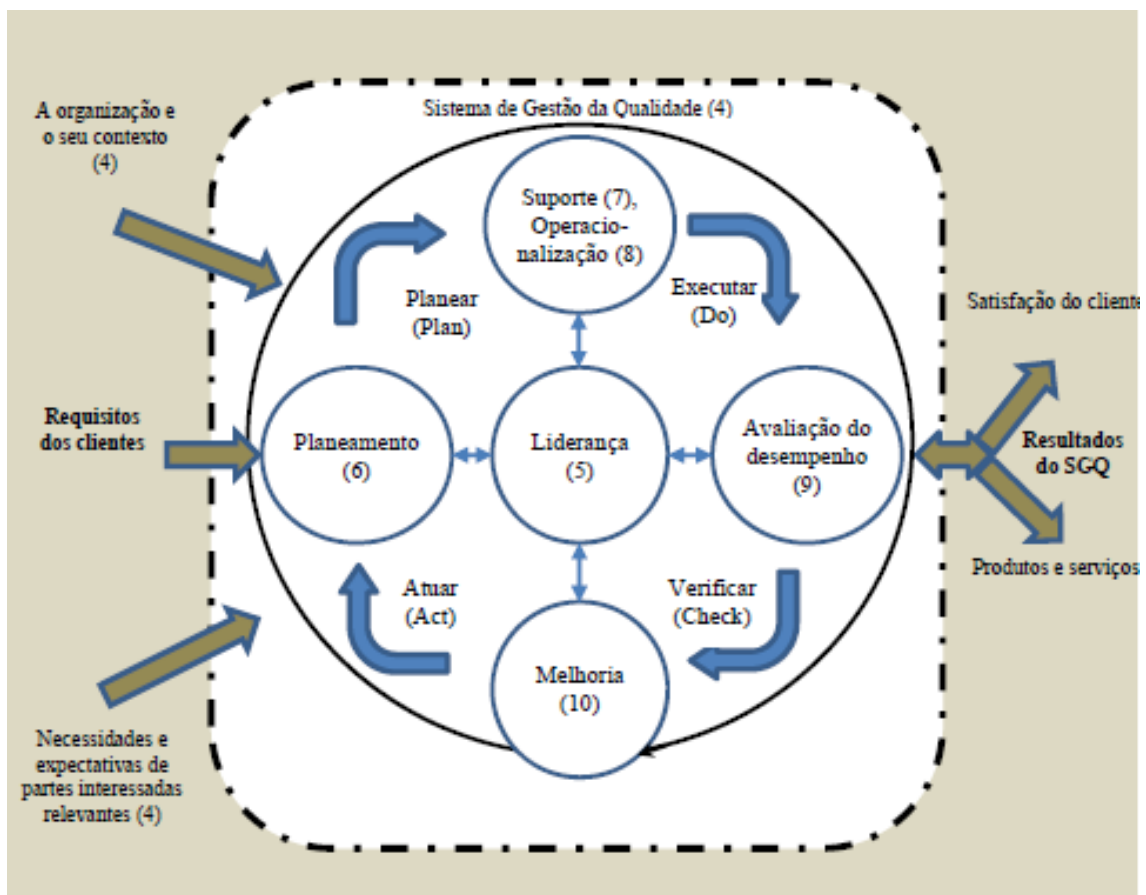 Sistema de Gestão da Qualidade (4)
A organização e
o seu contexto
(4)
Suporte (7),
Operacio-
nalização (8)
Planear
(Plan)
Executar
(Do)
Satisfação do cliente
Requisitos
dos clientes
Planeamento
(6)
Liderança
(5)
Avaliação do
desempenho
(9)
Resultados
do SGQ
Produtos e serviços
Atuar
(Act)
Verificar
(Check)
Melhoria
(10)
Necessidades e
expectativas de
partes interessadas
relevantes (4)